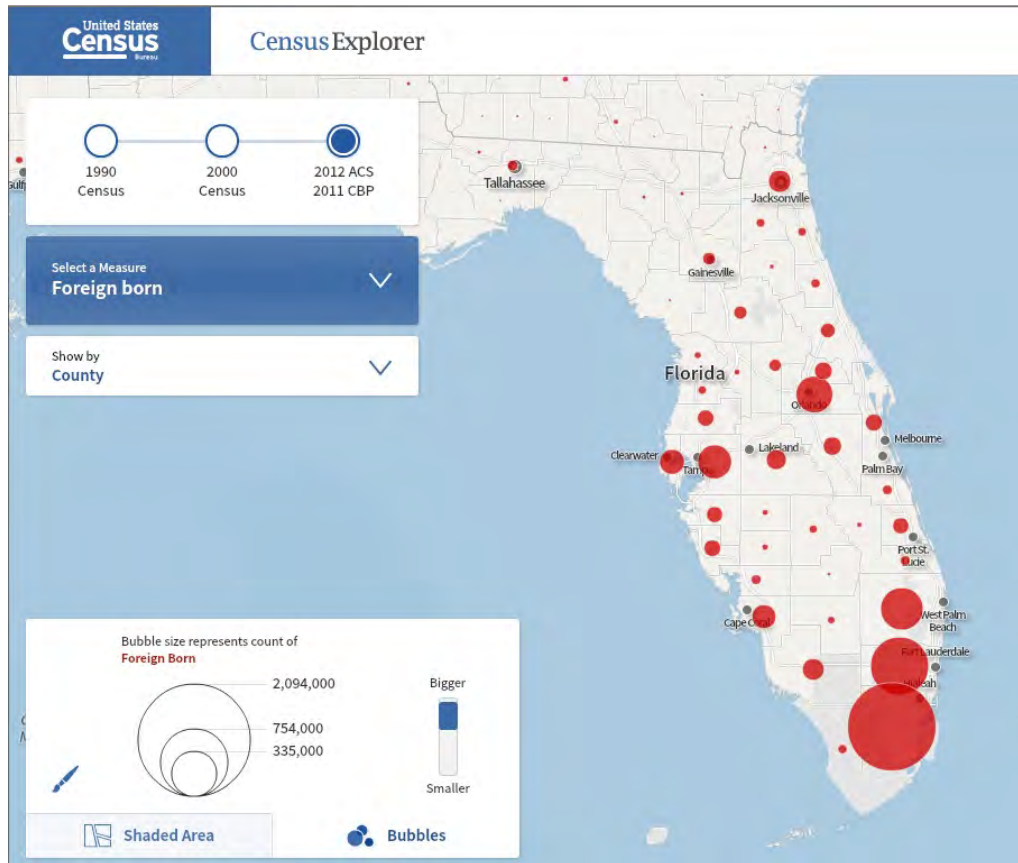 United States
Census
Bureau
Census Explorer
1990
Census
2000
Census
2012 ACS
2011 CBP
Select a Measure
Foreign born
Show by
County
Tallahassee
Jacksonville
Gainesville
Florida
Orlando
Clearwater
Tampa
Lakeland
Melbourne
Palm Bay
Port St.
Lucie
Cape Coral
West Palm
Beach
Fort Lauderdale
Hialeah
Bubble size represents count of
Foreign Born
2,094,000
754,000
335,000
Bigger
Smaller
Shaded Area
Bubbles